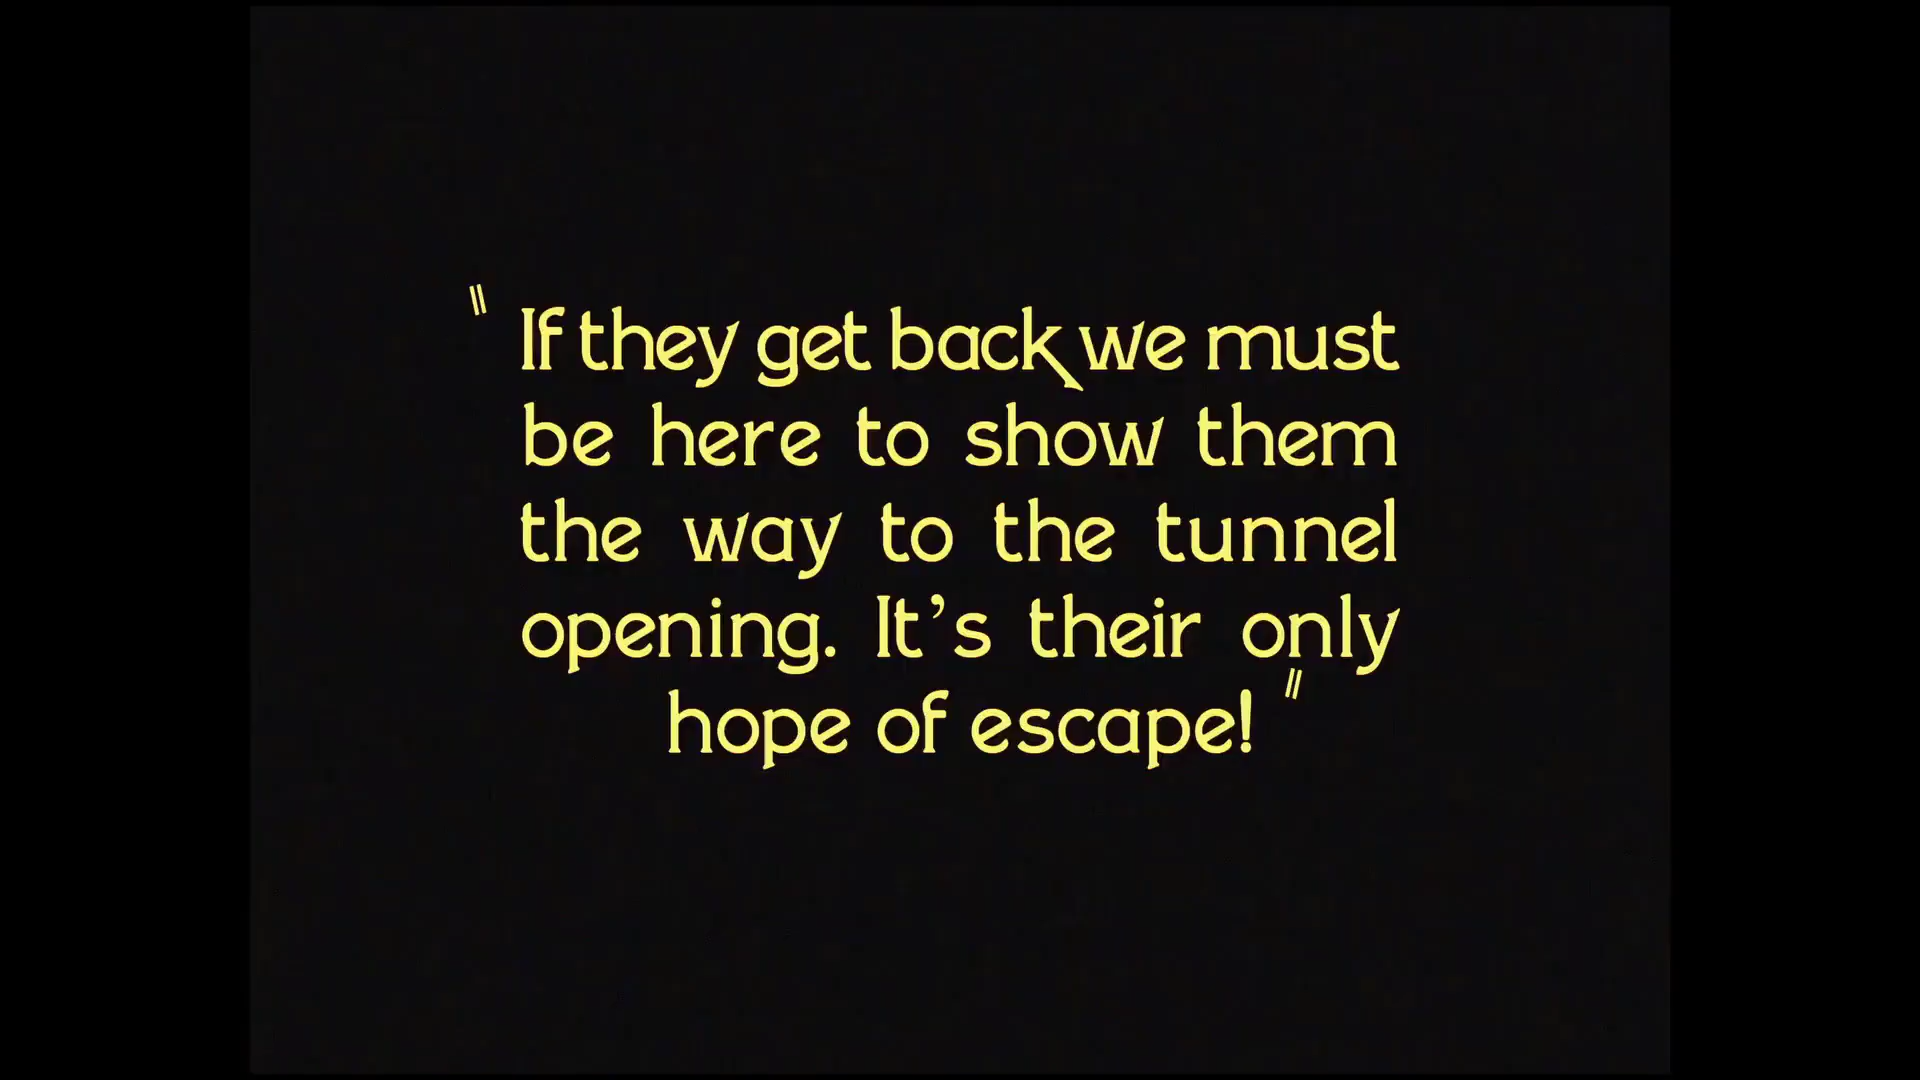 "If they get back we must
be here to show them
the way to the tunnel
opening. It’s their only
hope of escape!"